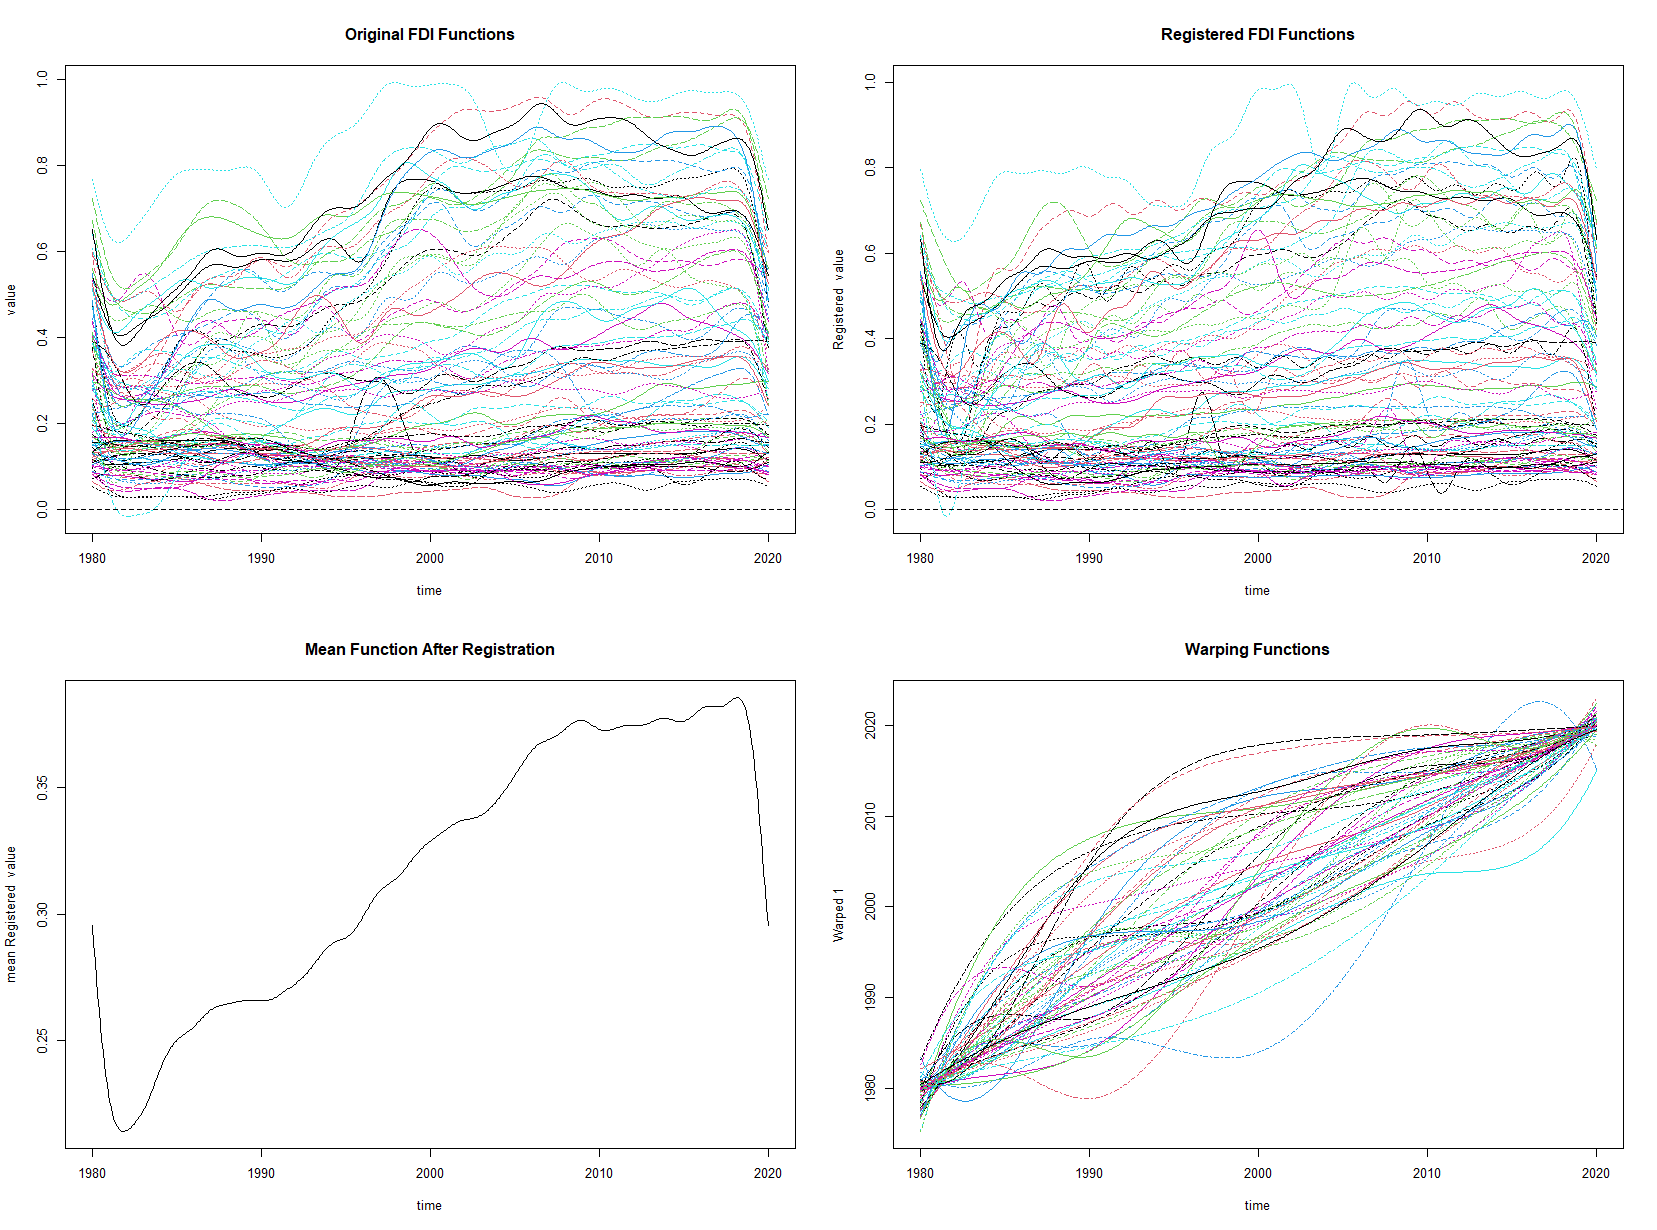 Original FDI Functions
value
0.0 0.2 0.4 0.6 0.8 1.0
1980 1990 2000 2010 2020
time
Registered FDI Functions
Registered value
0.0 0.2 0.4 0.6 0.8 1.0
1980 1990 2000 2010 2020
time
Mean Function After Registration
mean Registered value
0.25 0.30 0.35
1980 1990 2000 2010 2020
time
Warping Functions
Warped 1
1980 1990 2000 2010 2020
1980 1990 2000 2010 2020
time